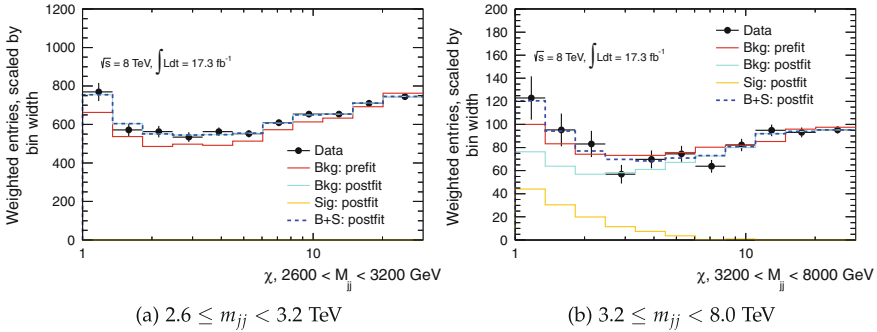 Weighted entries, scaled by
bin width
1200
1000
800
600
400
200
0
√s = 8 TeV, ∫Ldt = 17.3 fb⁻¹
Data
Bkg: prefit
Bkg: postfit
Sig: postfit
B+S: postfit
1
10
χ, 2600 < M_jj < 3200 GeV
(a) 2.6 ≤ m_jj < 3.2 TeV
Weighted entries, scaled by
bin width
200
180
160
140
120
100
80
60
40
20
0
√s = 8 TeV, ∫Ldt = 17.3 fb⁻¹
Data
Bkg: prefit
Bkg: postfit
Sig: postfit
B+S: postfit
1
10
χ, 3200 < M_jj < 8000 GeV
(b) 3.2 ≤ m_jj < 8.0 TeV